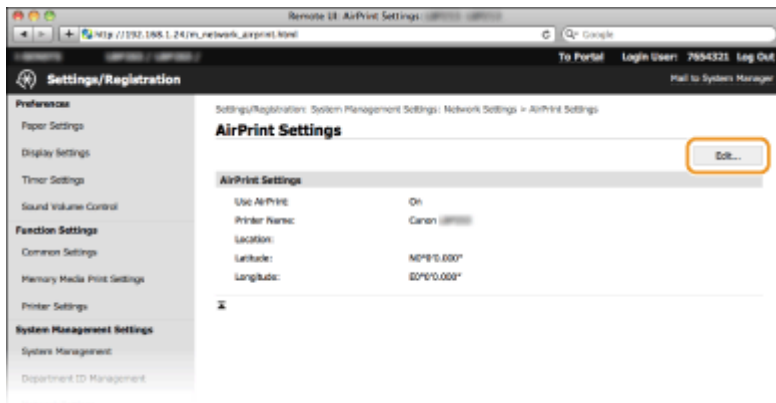 Remote UI: AirPrint Settings:
http://192.168.1.24/m_network_airprint.html
Google
To Portal Login User: 7654321 Log Out
Settings/Registration
Mail to System Manager
Preferences
Paper Settings
Display Settings
Timer Settings
Sound Volume Control
Function Settings
Common Settings
Memory Media Print Settings
Printer Settings
System Management Settings
System Management
Department ID Management
Settings/Registration: System Management Settings: Network Settings > AirPrint Settings
AirPrint Settings
Edit...
AirPrint Settings
Use AirPrint: On
Printer Name: Canon
Location:
Latitude: N0°0'0.000"
Longitude: E0°0'0.000"